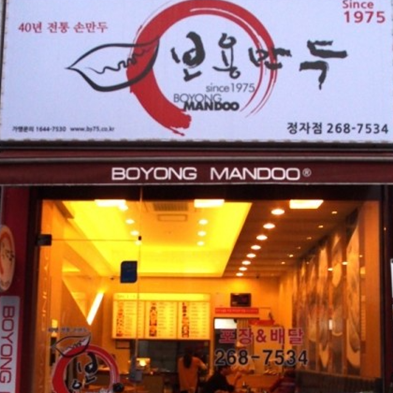 Since
1975
40년 전통 손만두
보용만두
since1975
BOYONG
MANDOO
가맹문의 1644-7530 www.bo75.co.kr
정자점 268-7534
BOYONG MANDOO®
포장&배달
268-7534
BOYONG